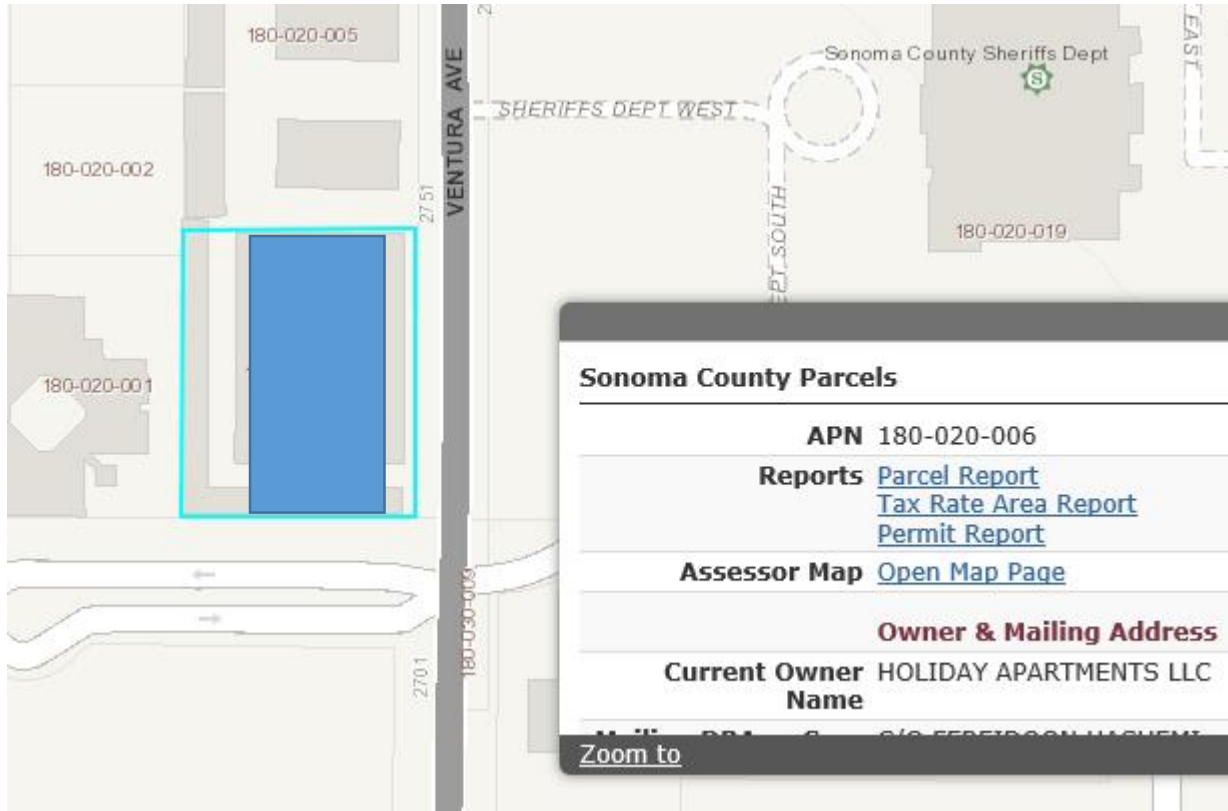 180-020-005
VENTURA AVE
Sonoma County Sheriffs Dept
S
EAST
SHERIFFS DEPT WEST
180-020-002
2751
DEPT SOUTH
180-020-019
180-020-001
180-030-009
2701
Sonoma County Parcels
APN 180-020-006
Reports Parcel Report
Tax Rate Area Report
Permit Report
Assessor Map Open Map Page
Owner & Mailing Address
Current Owner HOLIDAY APARTMENTS LLC
Name
Zoom to